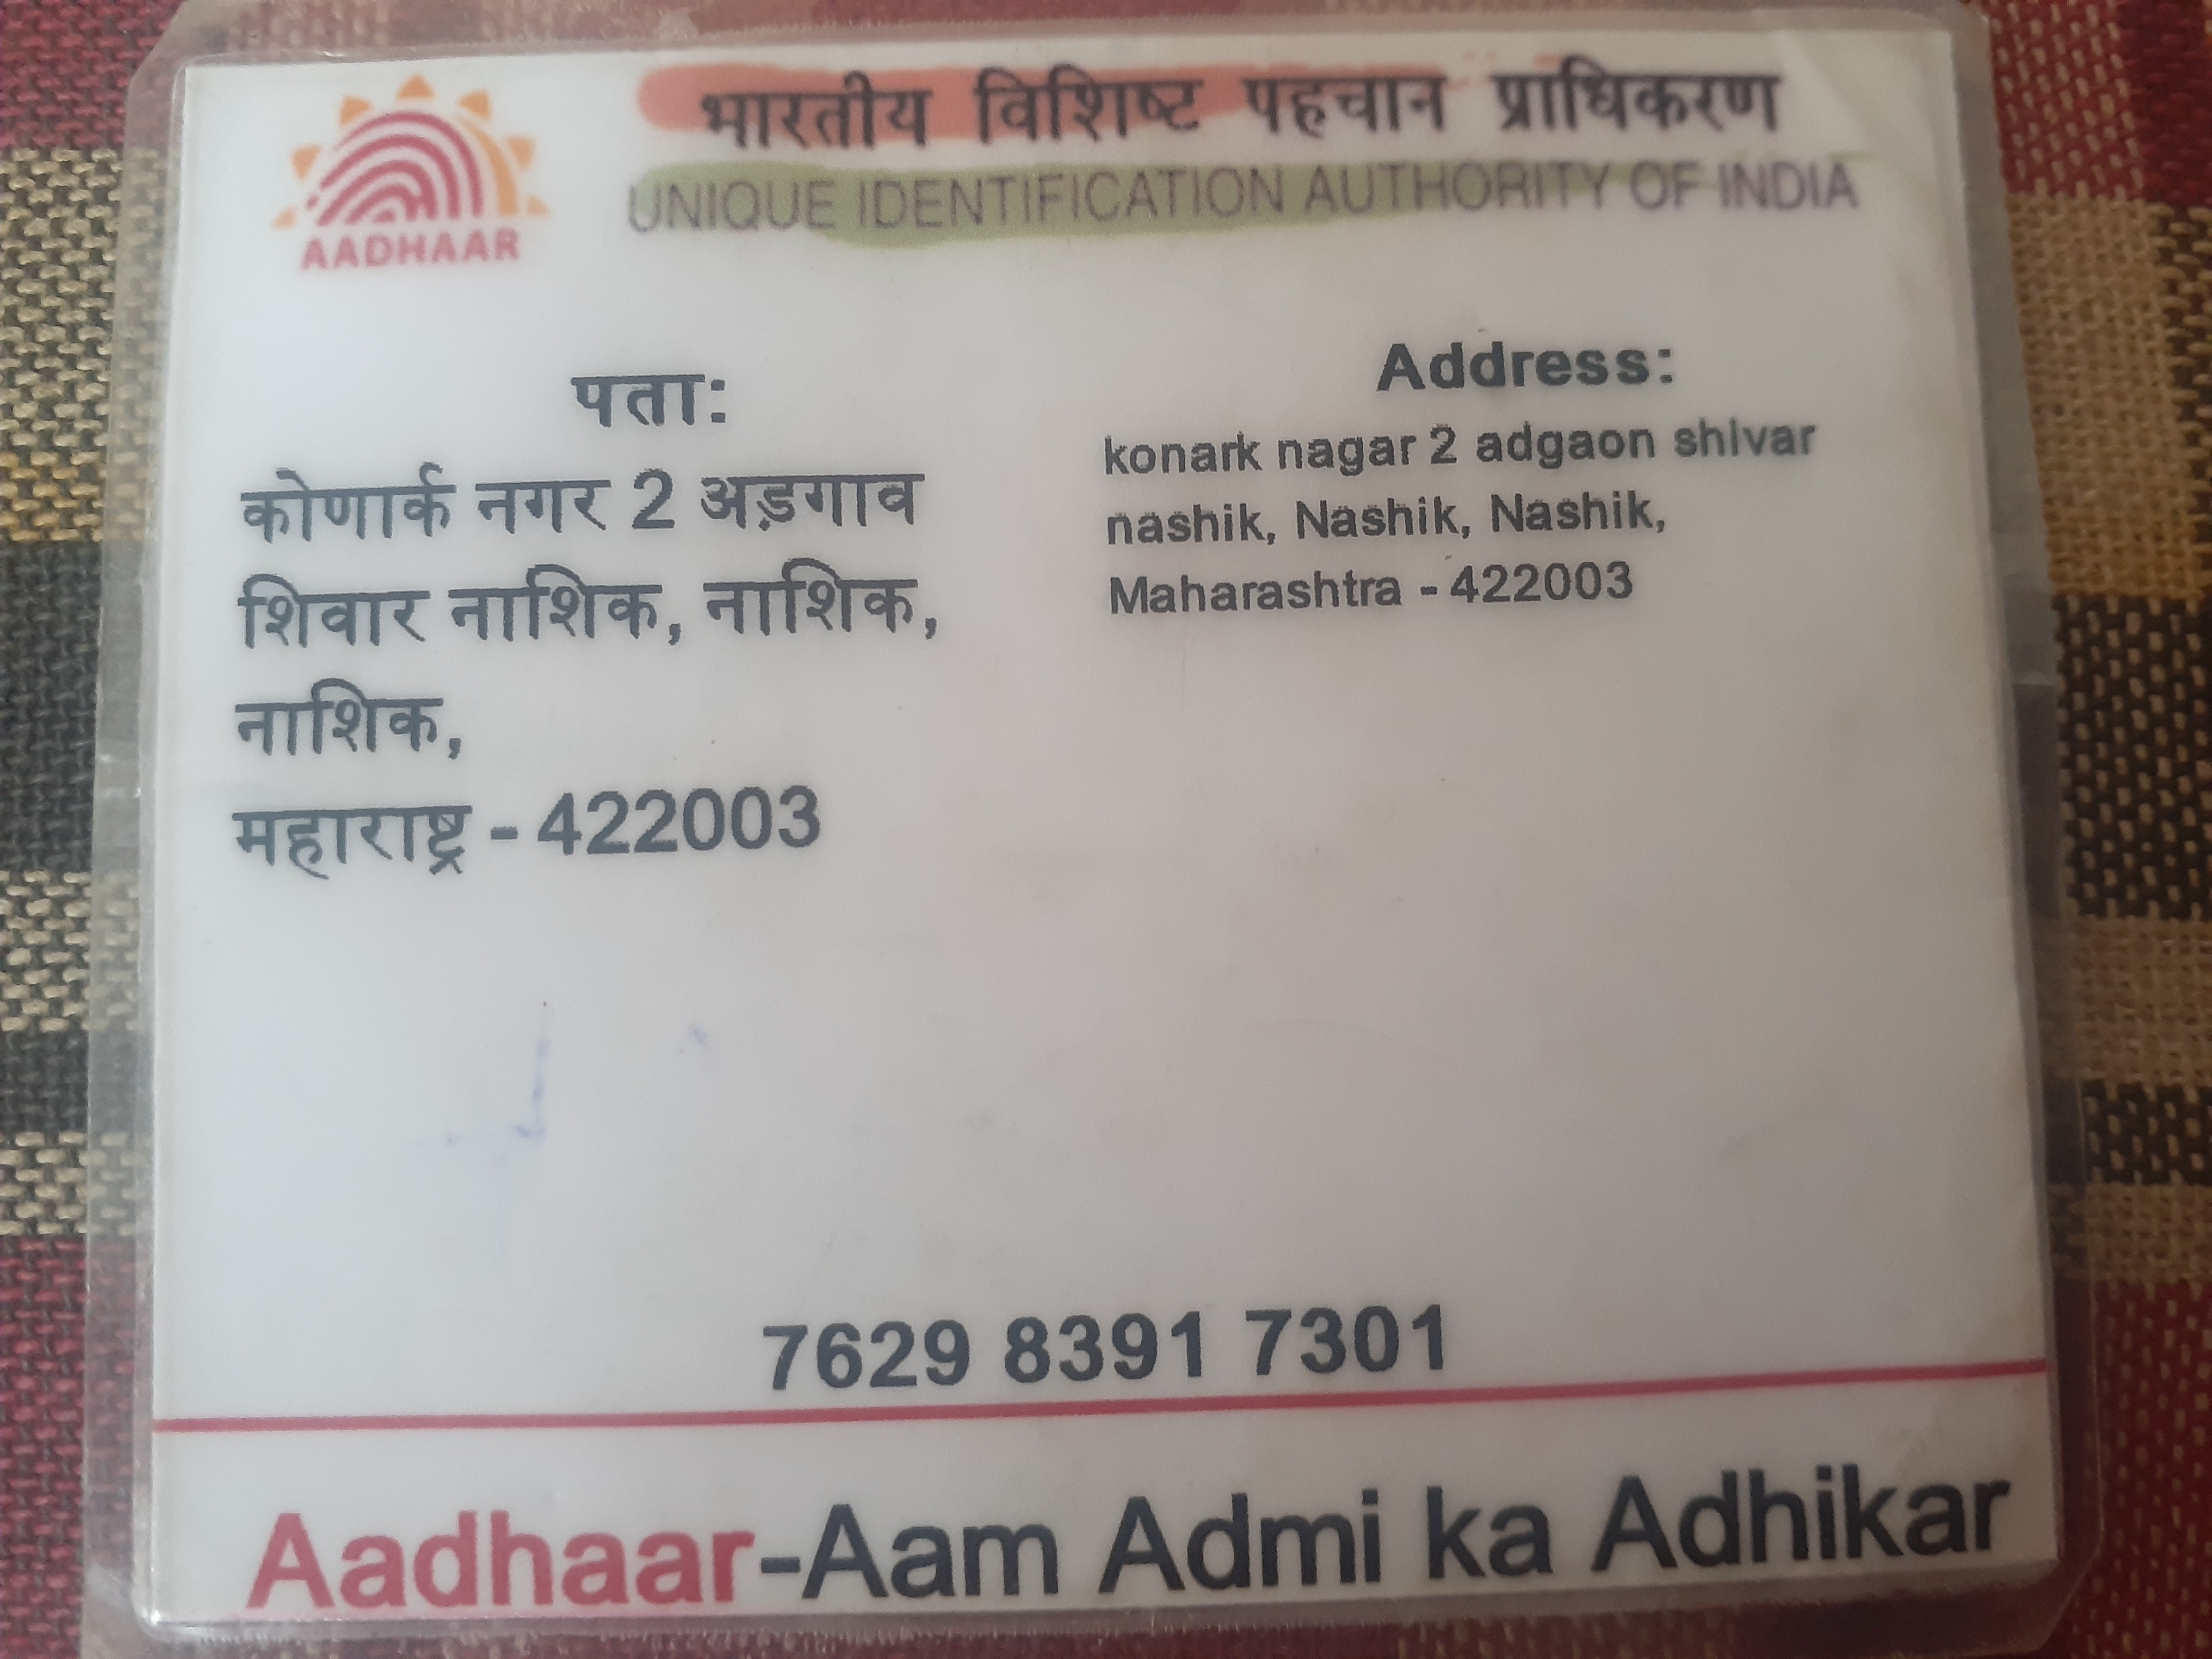 भारतीय विशिष्ट पहचान प्राधिकरण
UNIQUE IDENTIFICATION AUTHORITY OF INDIA
AADHAAR
पता:
कोणार्क नगर 2 अड़गाव
शिवार नाशिक, नाशिक,
नाशिक,
महाराष्ट्र - 422003
Address:
konark nagar 2 adgaon shivar
nashik, Nashik, Nashik,
Maharashtra - 422003
7629 8391 7301
Aadhaar-Aam Admi ka Adhikar